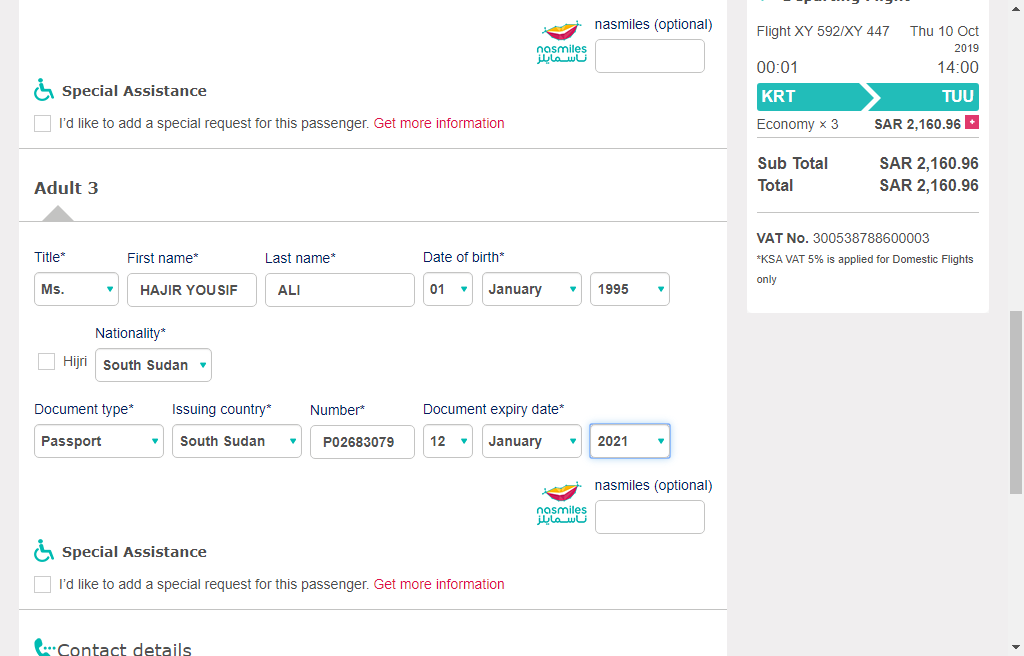 nasmiles (optional)
nasmiles
ناسمايلز
Special Assistance
I'd like to add a special request for this passenger. Get more information
Adult 3
Title* First name* Last name* Date of birth*
Ms. HAJIR YOUSIF ALI 01 January 1995
Nationality*
Hijri South Sudan
Document type* Issuing country* Number* Document expiry date*
Passport South Sudan P02683079 12 January 2021
nasmiles (optional)
nasmiles
ناسمايلز
Special Assistance
I'd like to add a special request for this passenger. Get more information
Contact details
Departing Flight
Flight XY 592/XY 447 Thu 10 Oct
2019
00:01 14:00
KRT TUU
Economy × 3 SAR 2,160.96 +
Sub Total SAR 2,160.96
Total SAR 2,160.96
VAT No. 300538788600003
*KSA VAT 5% is applied for Domestic Flights
only